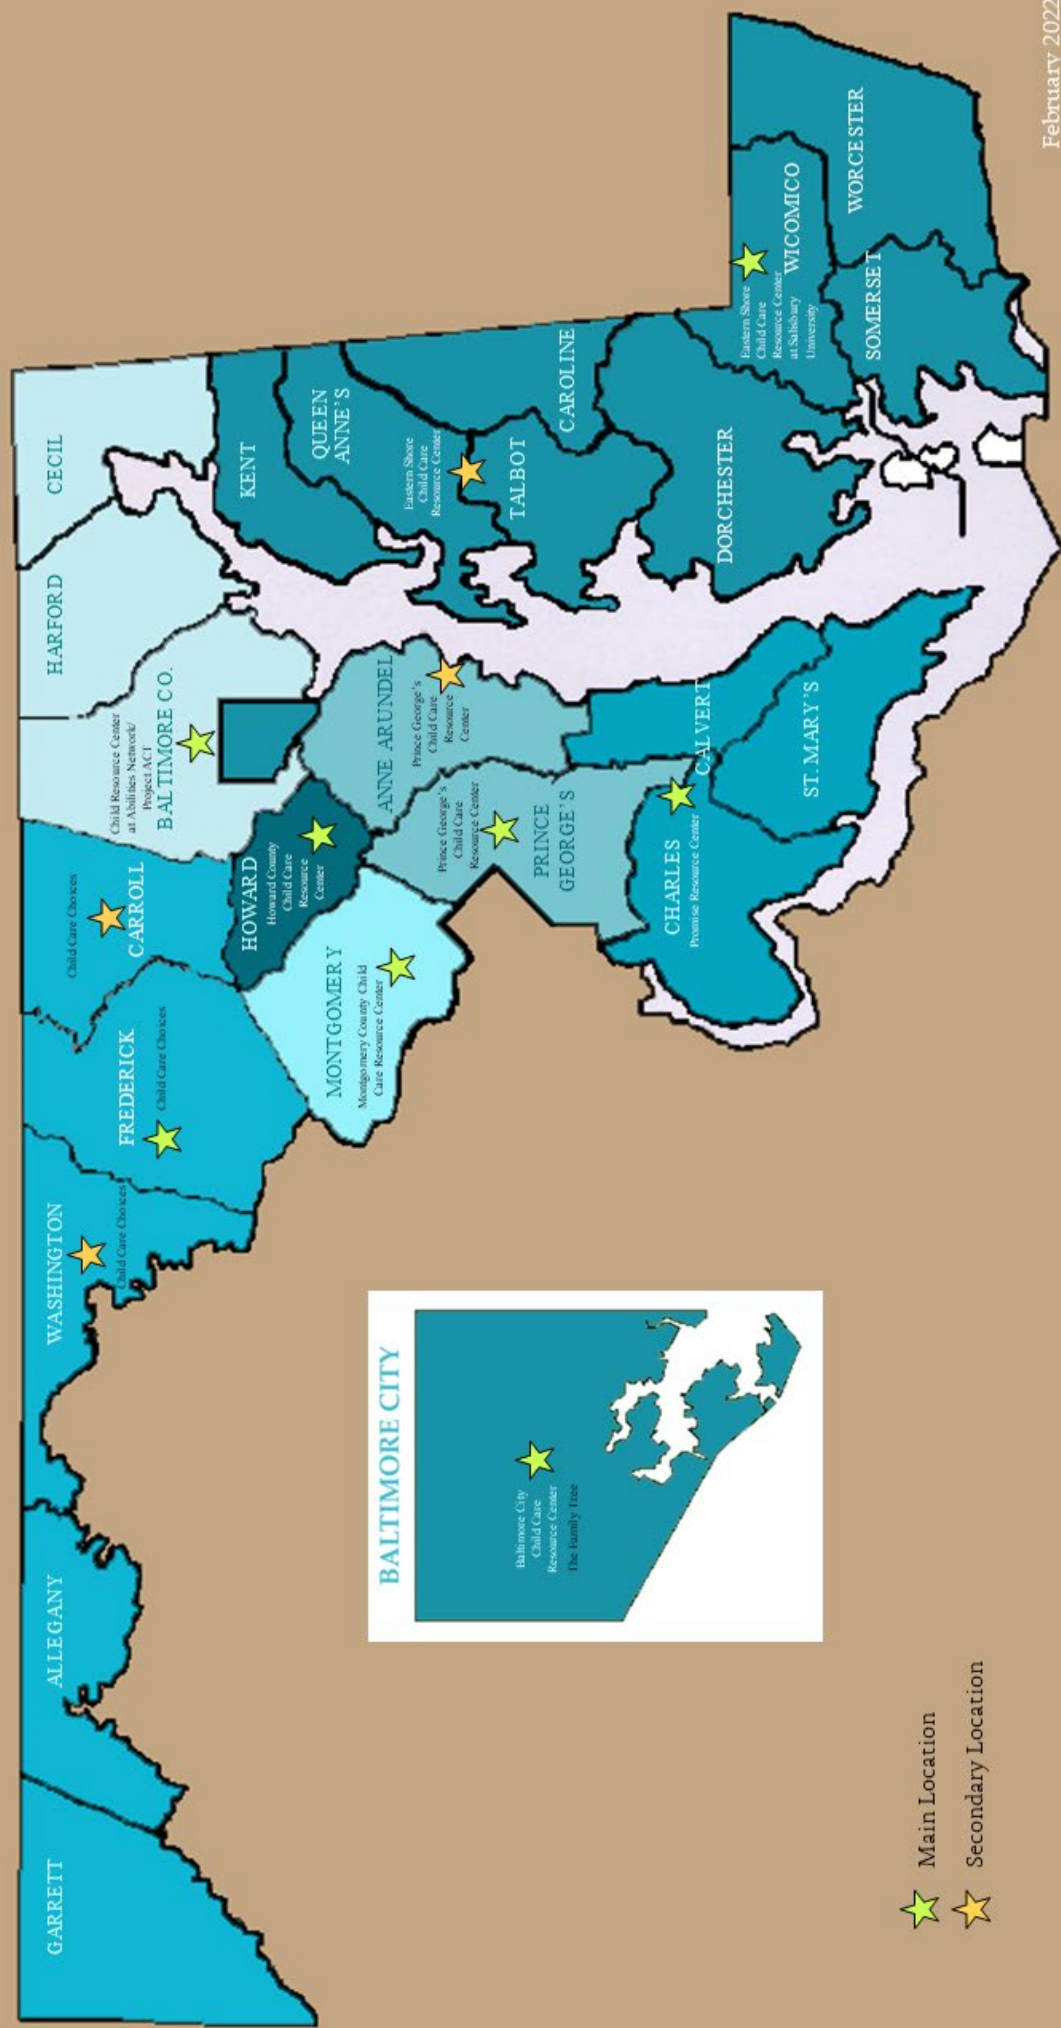 GARRETT
ALLEGANY
WASHINGTON
Child Care Choices
FREDERICK
Child Care Choices
Child Care Choices
CARROLL
Child Resource Center
at Abilities Network/
Project ACT
BALTIMORE CO.
HARFORD
CECIL
HOWARD
Howard County
Child Care
Resource
Center
MONTGOMERY
Montgomery County Child
Care Resource Center
ANNE ARUNDEL
Prince George's
Child Care
Resource
Center
Prince George's
Child Care
Resource Center
PRINCE
GEORGE'S
KENT
QUEEN
ANNE'S
Eastern Shore
Child Care
Resource Center
TALBOT
CAROLINE
CHARLES
Promise Resource Center
CALVERT
ST. MARY'S
DORCHESTER
Eastern Shore
Child Care
Resource Center
at Salisbury
University
WICOMICO
WORCESTER
SOMERSET
BALTIMORE CITY
Baltimore City
Child Care
Resource Center
The Family Tree
Main Location
Secondary Location
February 2022